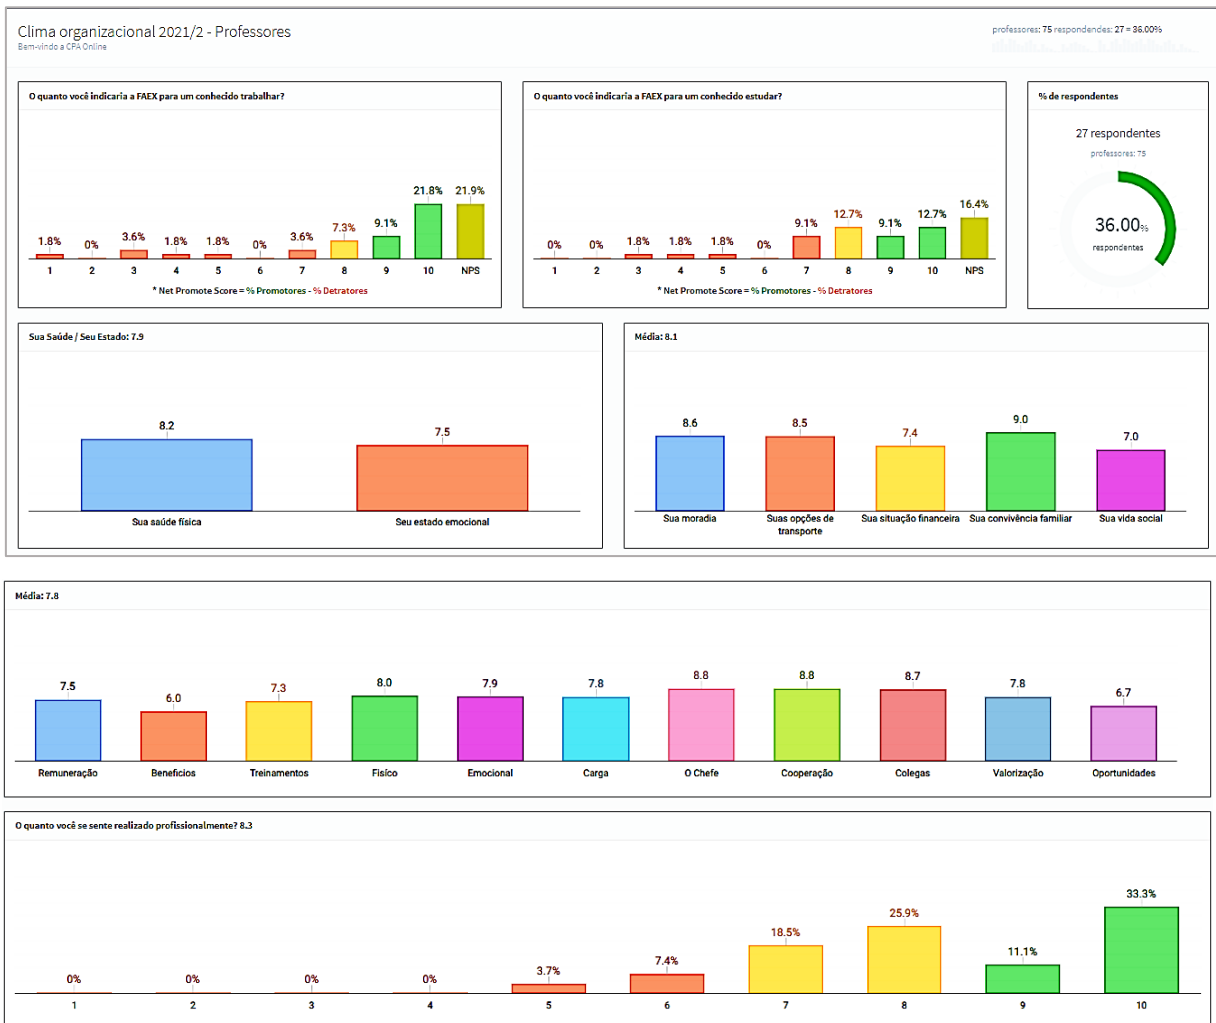 Clima organizacional 2021/2 - Professores
Bem-vindo a CPA Online
professores: 75 respondendes: 27 = 36.00%
O quanto você indicaria a FAEX para um conhecido trabalhar?
1.8% 0% 3.6% 1.8% 1.8% 0% 3.6% 7.3% 9.1% 21.8% 21.9%
1 2 3 4 5 6 7 8 9 10 NPS
* Net Promote Score = % Promotores - % Detratores
O quanto você indicaria a FAEX para um conhecido estudar?
0% 0% 1.8% 1.8% 1.8% 0% 9.1% 12.7% 9.1% 12.7% 16.4%
1 2 3 4 5 6 7 8 9 10 NPS
* Net Promote Score = % Promotores - % Detratores
% de respondentes
27 respondentes
professores: 75
36.00%
respondentes
Sua Saúde / Seu Estado: 7.9
8.2 7.5
Sua saúde física Seu estado emocional
Média: 8.1
8.6 8.5 7.4 9.0 7.0
Sua moradia Suas opções de transporte Sua situação financeira Sua convivência familiar Sua vida social
Média: 7.8
7.5 6.0 7.3 8.0 7.9 7.8 8.8 8.8 8.7 7.8 6.7
Remuneração Beneficios Treinamentos Fisíco Emocional Carga O Chefe Cooperação Colegas Valorização Oportunidades
O quanto você se sente realizado profissionalmente? 8.3
0% 0% 0% 0% 3.7% 7.4% 18.5% 25.9% 11.1% 33.3%
1 2 3 4 5 6 7 8 9 10